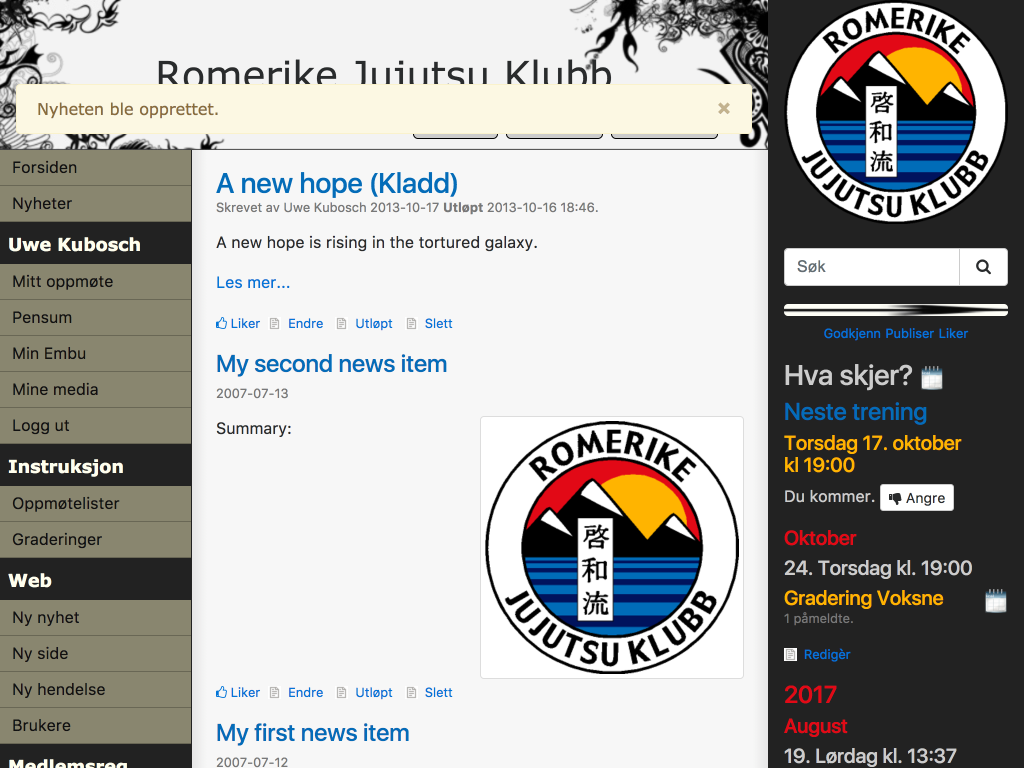 Romerike Jujutsu Klubb
Nyheten ble opprettet.
×
Forsiden
Nyheter
Uwe Kubosch
Mitt oppmøte
Pensum
Min Embu
Mine media
Logg ut
Instruksjon
Oppmøtelister
Graderinger
Web
Ny nyhet
Ny side
Ny hendelse
Brukere
Medlemsreg
A new hope (Kladd)
Skrevet av Uwe Kubosch 2013-10-17 Utløpt 2013-10-16 18:46.
A new hope is rising in the tortured galaxy.
Les mer...
Liker Endre Utløpt Slett
My second news item
2007-07-13
Summary:
ROMERIKE
啓和流
JUJUTSU KLUBB
Liker Endre Utløpt Slett
My first news item
2007-07-12
ROMERIKE
啓和流
JUJUTSU KLUBB
Søk
Godkjenn Publiser Liker
Hva skjer?
Neste trening
Torsdag 17. oktober
kl 19:00
Du kommer. Angre
Oktober
24. Torsdag kl. 19:00
Gradering Voksne
1 påmeldte.
Redigèr
2017
August
19. Lørdag kl. 13:37